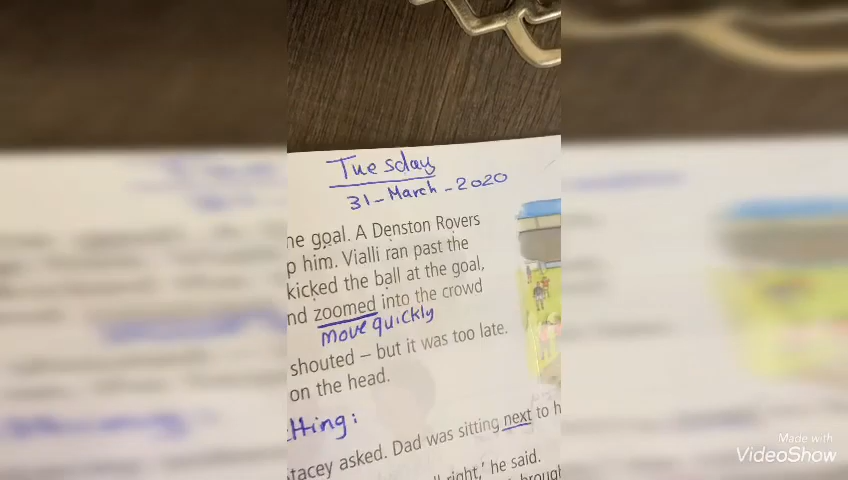 Tuesday
31-March-2020
he goal. A Denston Rovers
p him. Vialli ran past the
kicked the ball at the goal,
nd zoomed into the crowd
move quickly
shouted – but it was too late.
on the head.
tting:
tacey asked. Dad was sitting next to h
ll right,' he said.
brough
Made with
VideoShow